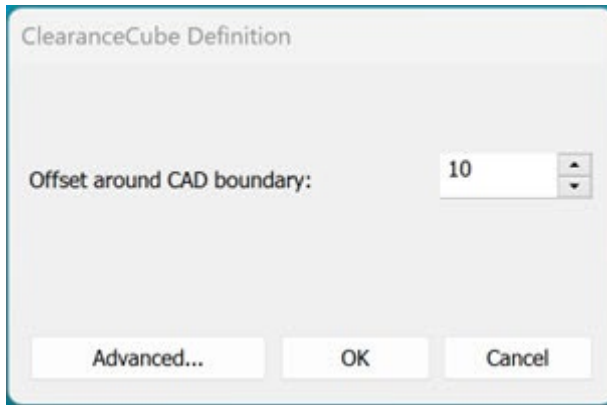 ClearanceCube Definition
Offset around CAD boundary: 10
Advanced... OK Cancel